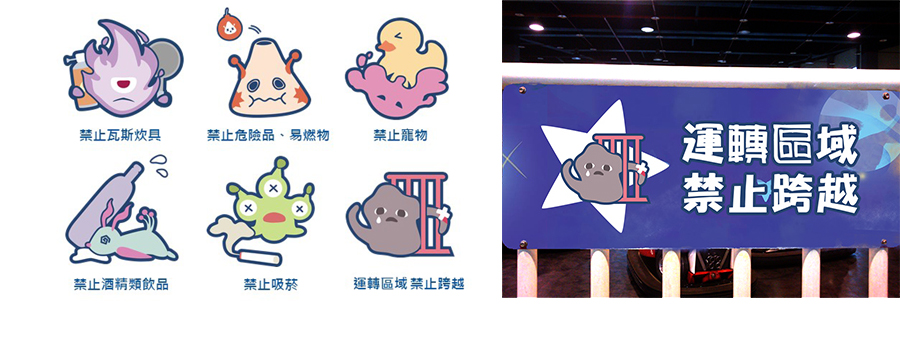 禁止瓦斯炊具
禁止危險品、易燃物
禁止寵物
禁止酒精類飲品
禁止吸菸
運轉區域 禁止跨越
運轉區域
禁止跨越